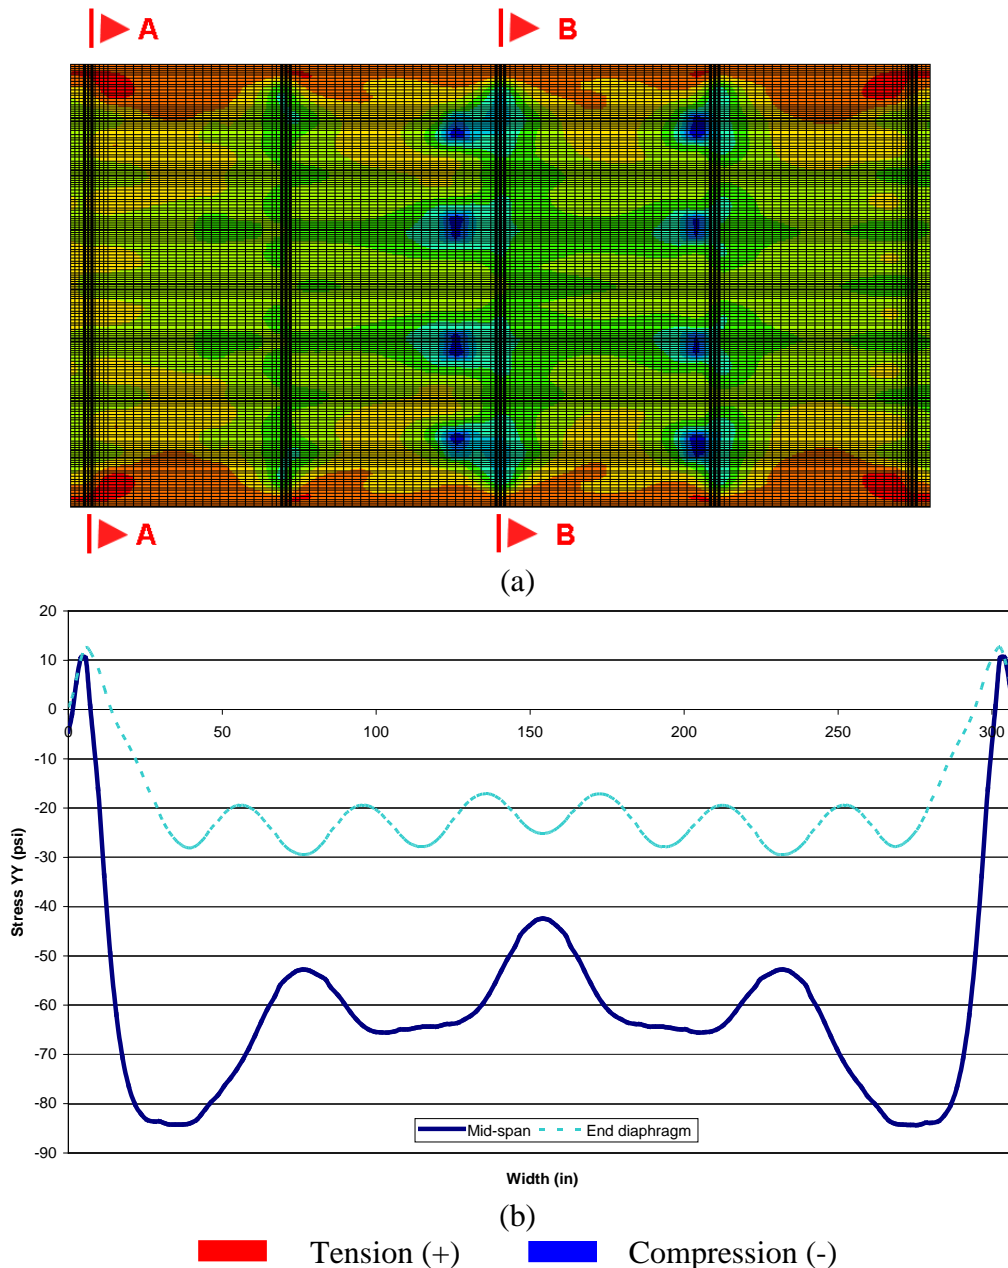 A B
A B
(a)
20
10
0
-10
-20
-30
-40
-50
-60
-70
-80
-90
0 50 100 150 200 250 300
Stress YY (psi)
Mid-span End diaphragm
Width (in)
(b)
Tension (+) Compression (-)